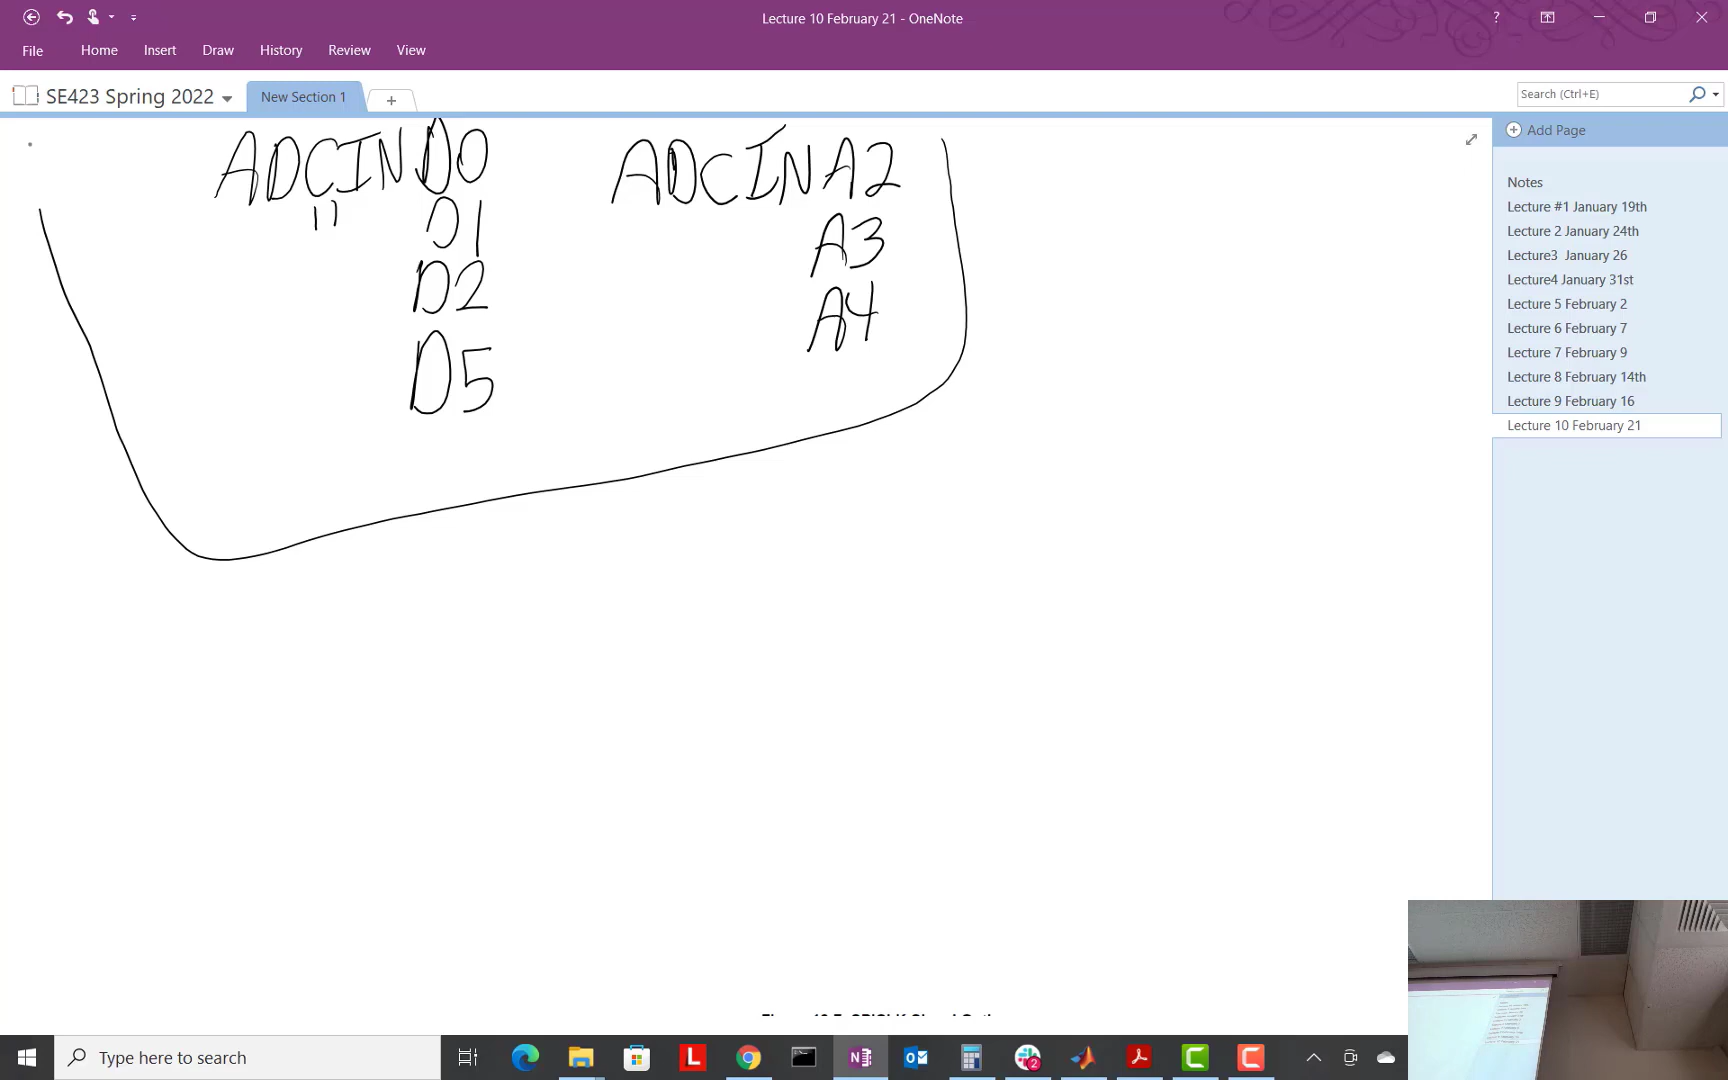 Lecture 10 February 21 - OneNote
?
File Home Insert Draw History Review View
SE423 Spring 2022
New Section 1
+
Search (Ctrl+E)
Add Page
Notes
Lecture #1 January 19th
Lecture 2 January 24th
Lecture3 January 26
Lecture4 January 31st
Lecture 5 February 2
Lecture 6 February 7
Lecture 7 February 9
Lecture 8 February 14th
Lecture 9 February 16
Lecture 10 February 21
ADCIND0 ADCINA2
" D1 A3
D2 A4
D5
Type here to search
L
2